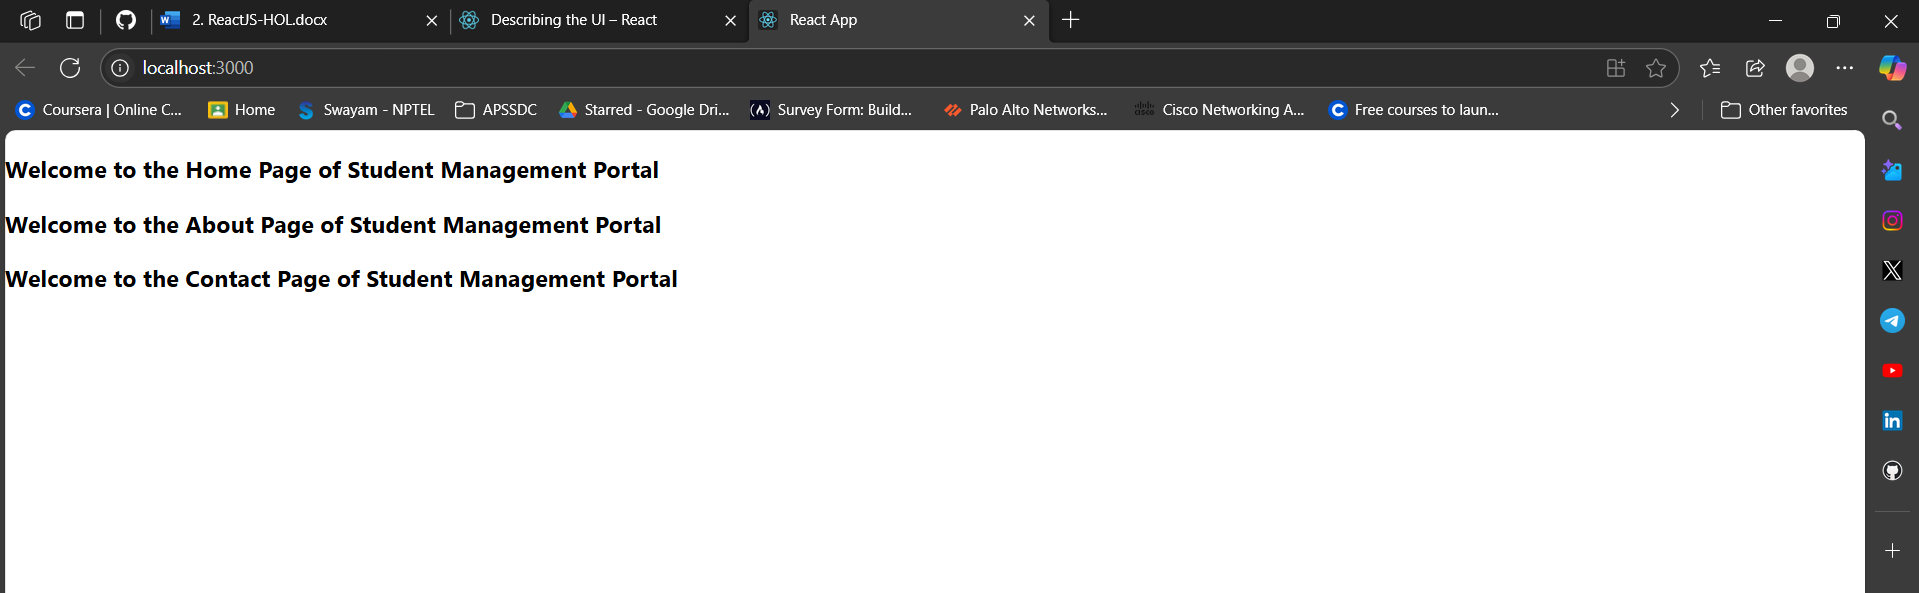 2. ReactJS-HOL.docx
Describing the UI – React
React App
localhost:3000
Coursera | Online C...
Home
Swayam - NPTEL
APSSDC
Starred - Google Dri...
Survey Form: Build...
Palo Alto Networks...
Cisco Networking A...
Free courses to laun...
Other favorites
Welcome to the Home Page of Student Management Portal
Welcome to the About Page of Student Management Portal
Welcome to the Contact Page of Student Management Portal